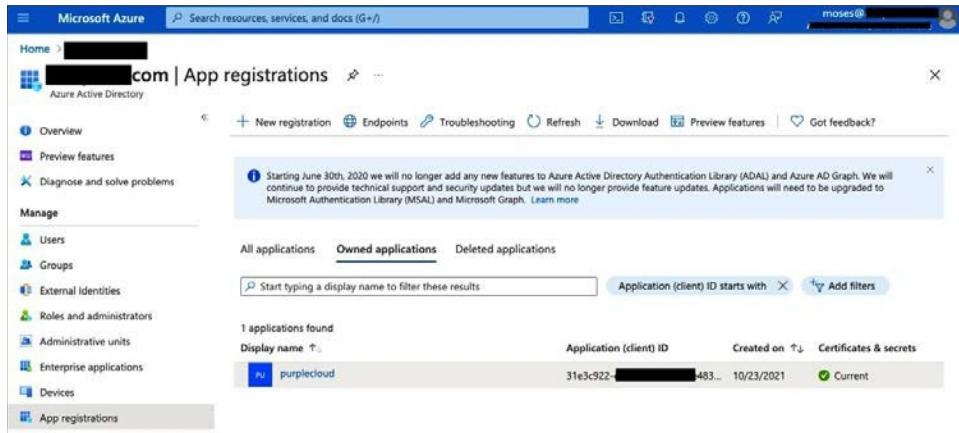 Microsoft Azure
Search resources, services, and docs (G+/)
moses@
Home >
com | App registrations
Azure Active Directory
Overview
Preview features
Diagnose and solve problems
Manage
Users
Groups
External Identities
Roles and administrators
Administrative units
Enterprise applications
Devices
App registrations
New registration Endpoints Troubleshooting Refresh Download Preview features Got feedback?
Starting June 30th, 2020 we will no longer add any new features to Azure Active Directory Authentication Library (ADAL) and Azure AD Graph. We will
continue to provide technical support and security updates but we will no longer provide feature updates. Applications will need to be upgraded to
Microsoft Authentication Library (MSAL) and Microsoft Graph. Learn more
All applications Owned applications Deleted applications
Start typing a display name to filter these results
Application (client) ID starts with
Add filters
1 applications found
Display name Application (client) ID Created on Certificates & secrets
PU purplecloud 31e3c922- 483... 10/23/2021 Current